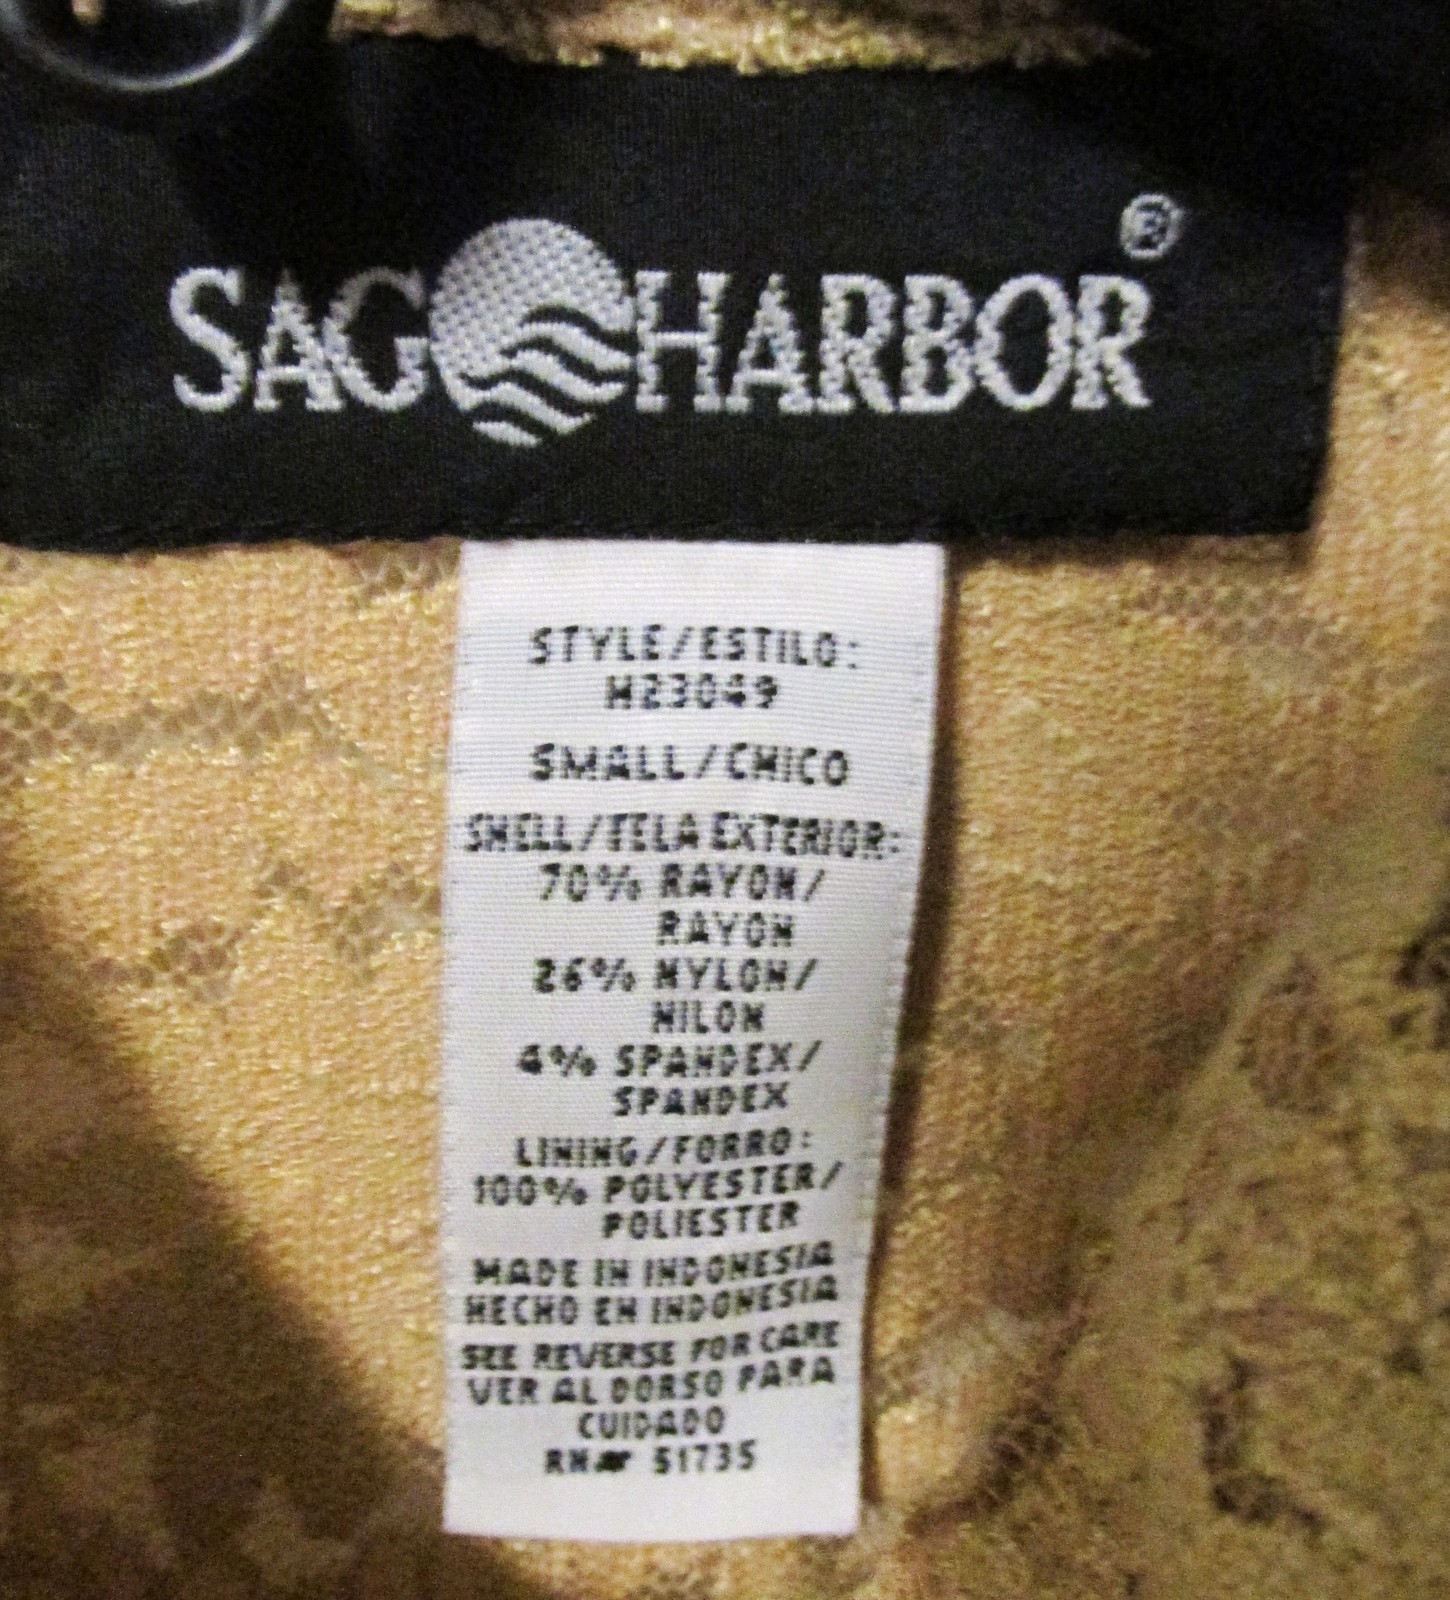 SAG HARBOR®
STYLE/ESTILO:
H23049
SMALL/CHICO
SHELL/TELA EXTERIOR:
70% RAYON/
RAYON
26% NYLON/
NILON
4% SPANDEX/
SPANDEX
LINING/FORRO:
100% POLYESTER/
POLIESTER
MADE IN INDONESIA
HECHO EN INDONESIA
SEE REVERSE FOR CARE
VER AL DORSO PARA
CUIDADO
RN# 51735